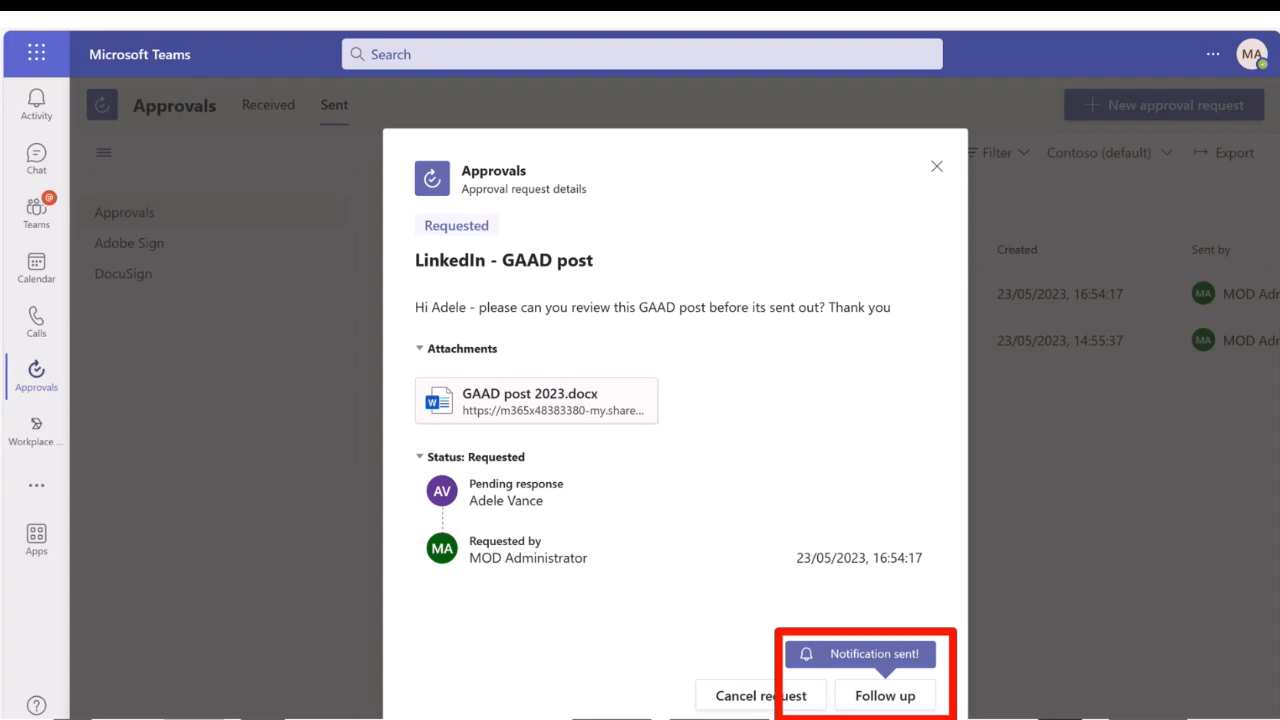 Microsoft Teams
Search
MA
Activity
Chat
Teams
Calendar
Calls
Approvals
Workplace ...
Apps
Approvals
Received
Sent
New approval request
Filter
Contoso (default)
Export
Approvals
Adobe Sign
DocuSign
Created
Sent by
23/05/2023, 16:54:17
MA
MOD Adr
23/05/2023, 14:55:37
MA
MOD Adr
Approvals
Approval request details
Requested
LinkedIn - GAAD post
Hi Adele - please can you review this GAAD post before its sent out? Thank you
Attachments
W
GAAD post 2023.docx
https://m365x48383380-my.share...
Status: Requested
AV
Pending response
Adele Vance
MA
Requested by
MOD Administrator
23/05/2023, 16:54:17
Notification sent!
Cancel request
Follow up